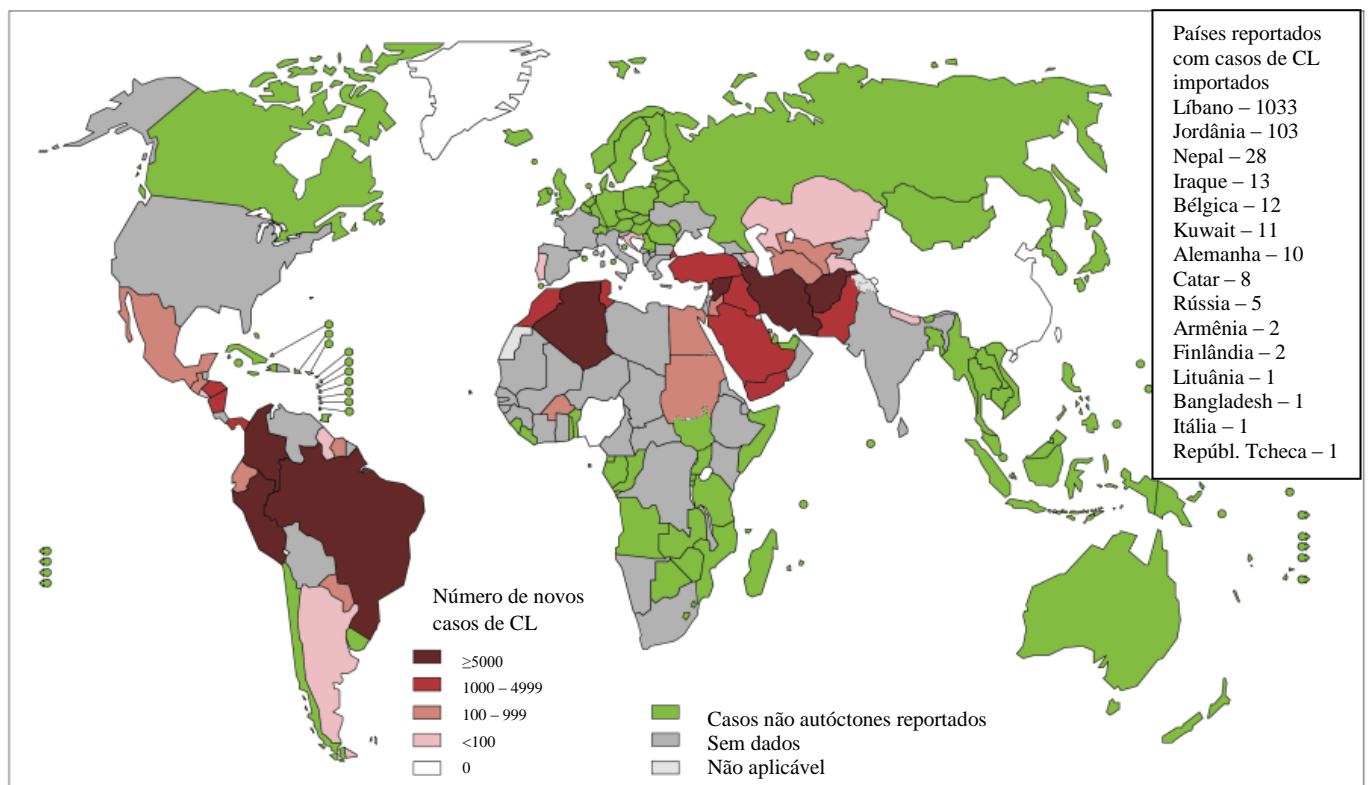 Países reportados
com casos de CL
importados
Líbano – 1033
Jordânia – 103
Nepal – 28
Iraque – 13
Bélgica – 12
Kuwait – 11
Alemanha – 10
Catar – 8
Rússia – 5
Armênia – 2
Finlândia – 2
Lituânia – 1
Bangladesh – 1
Itália – 1
Repúbl. Tcheca – 1
Número de novos
casos de CL
≥5000
1000 – 4999
100 – 999
<100
0
Casos não autóctones reportados
Sem dados
Não aplicável